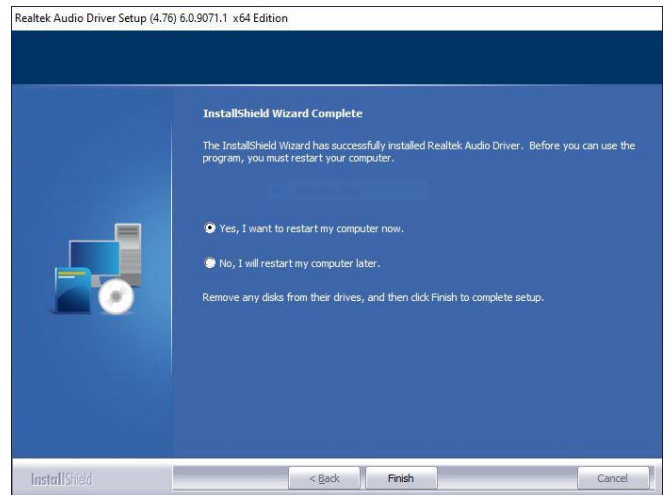 Realtek Audio Driver Setup (4.76) 6.0.9071.1 x64 Edition
InstallShield Wizard Complete
The InstallShield Wizard has successfully installed Realtek Audio Driver. Before you can use the
program, you must restart your computer.
Yes, I want to restart my computer now.
No, I will restart my computer later.
Remove any disks from their drives, and then click Finish to complete setup.
InstallShield
< Back
Finish
Cancel